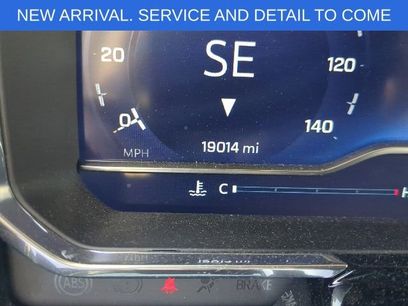 NEW ARRIVAL. SERVICE AND DETAIL TO COME
20 SE 120
0 140
MPH 19014 mi
C H
ABS BRAKE